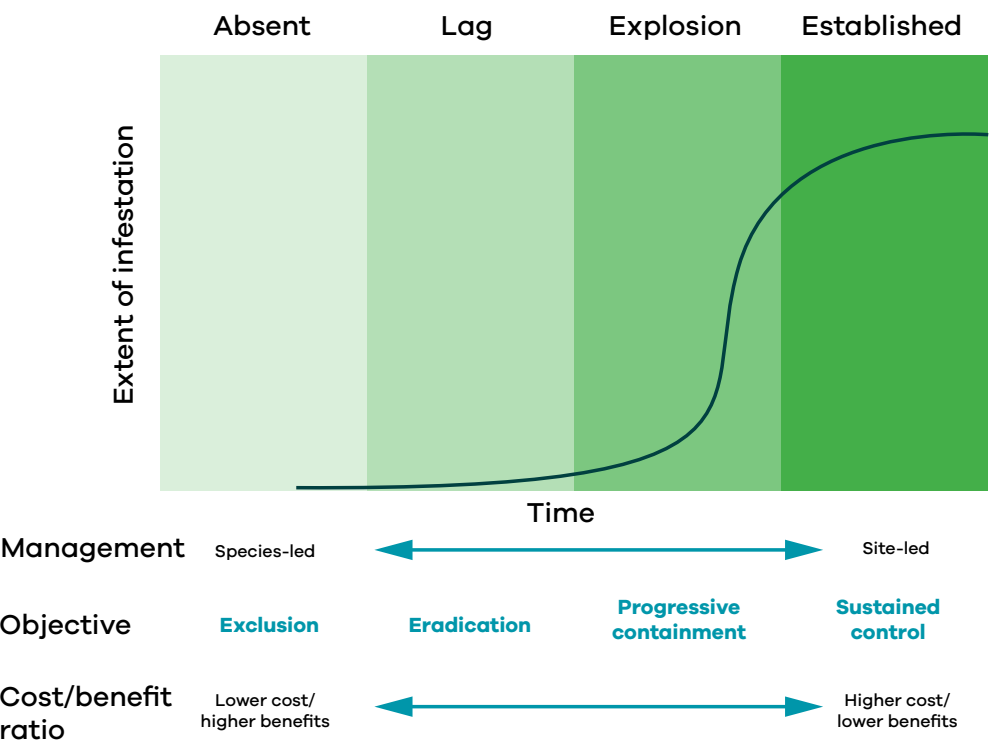 Absent
Lag
Explosion
Established
Extent of infestation
Time
Management
Species-led
Site-led
Objective
Exclusion
Eradication
Progressive
containment
Sustained
control
Cost/benefit
ratio
Lower cost/
higher benefits
Higher cost/
lower benefits